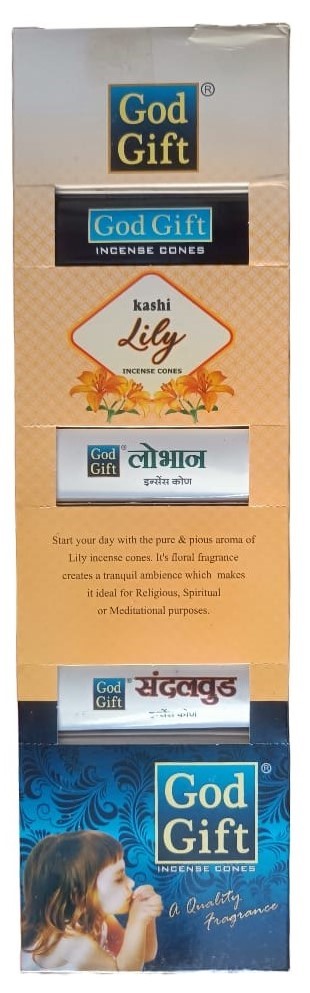 God
Gift
®
INCENSE CONES
A Quality
Fragrance
God
Gift
®
संदलवुड
Start your day with the pure & pious aroma of
Lily incense cones. It's floral fragrance
creates a tranquil ambience which makes
it ideal for Religious, Spiritual
or Meditational purposes.
God
Gift
®
लोभान
इन्सेंस कोण
kashi
Lily
INCENSE CONES
God Gift
INCENSE CONES
God
Gift
®